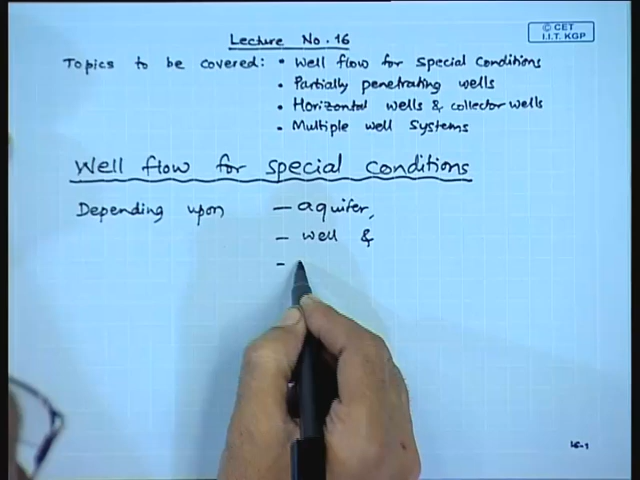 Lecture No. 16
© CET
I.I.T. KGP
Topics to be covered: • Well flow for special conditions
• Partially penetrating wells
• Horizontal wells & collector wells
• Multiple well systems
Well flow for special conditions
Depending upon — aquifer,
— well &
-
16-1